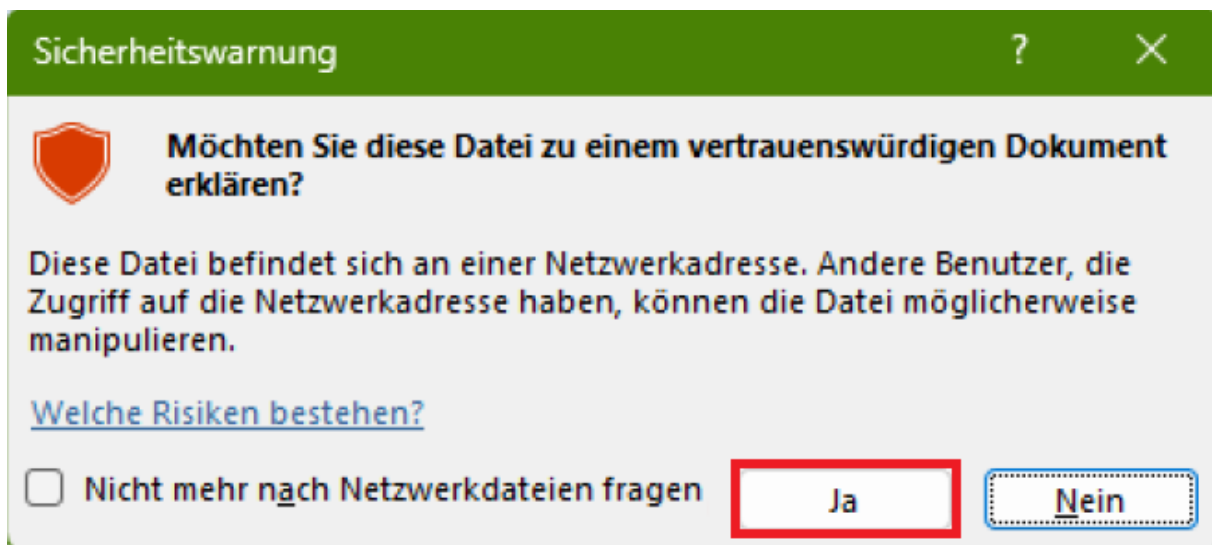 Sicherheitswarnung ?
Möchten Sie diese Datei zu einem vertrauenswürdigen Dokument
erklären?
Diese Datei befindet sich an einer Netzwerkadresse. Andere Benutzer, die
Zugriff auf die Netzwerkadresse haben, können die Datei möglicherweise
manipulieren.
Welche Risiken bestehen?
Nicht mehr nach Netzwerkdateien fragen Ja Nein